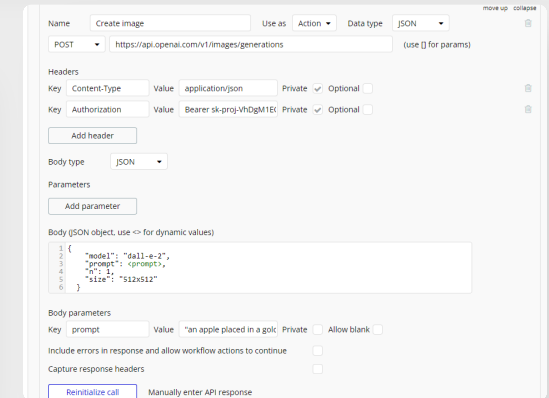 move up collapse
Name Create image Use as Action Data type JSON
POST https://api.openai.com/v1/images/generations (use [] for params)
Headers
Key Content-Type Value application/json Private Optional
Key Authorization Value Bearer sk-proj-VhDgM1E Private Optional
Add header
Body type JSON
Parameters
Add parameter
Body (JSON object, use <> for dynamic values)
1 {
2 "model": "dall-e-2",
3 "prompt": <prompt>,
4 "n": 1,
5 "size": "512x512"
6 }
Body parameters
Key prompt Value "an apple placed in a gold Private Allow blank
Include errors in response and allow workflow actions to continue
Capture response headers
Reinitialize call Manually enter API response